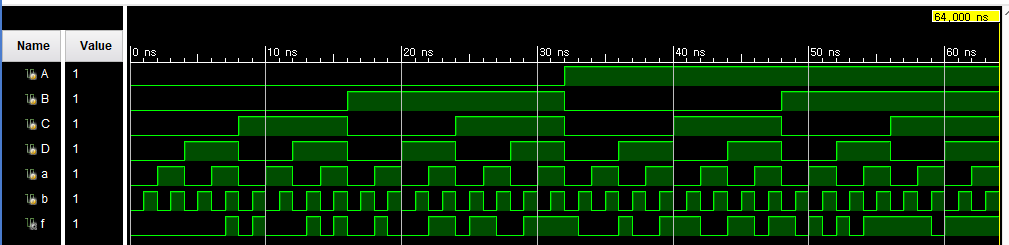 64,000 ns
Name Value
0 ns 10 ns 20 ns 30 ns 40 ns 50 ns 60 ns
A 1
B 1
C 1
D 1
a 1
b 1
f 1